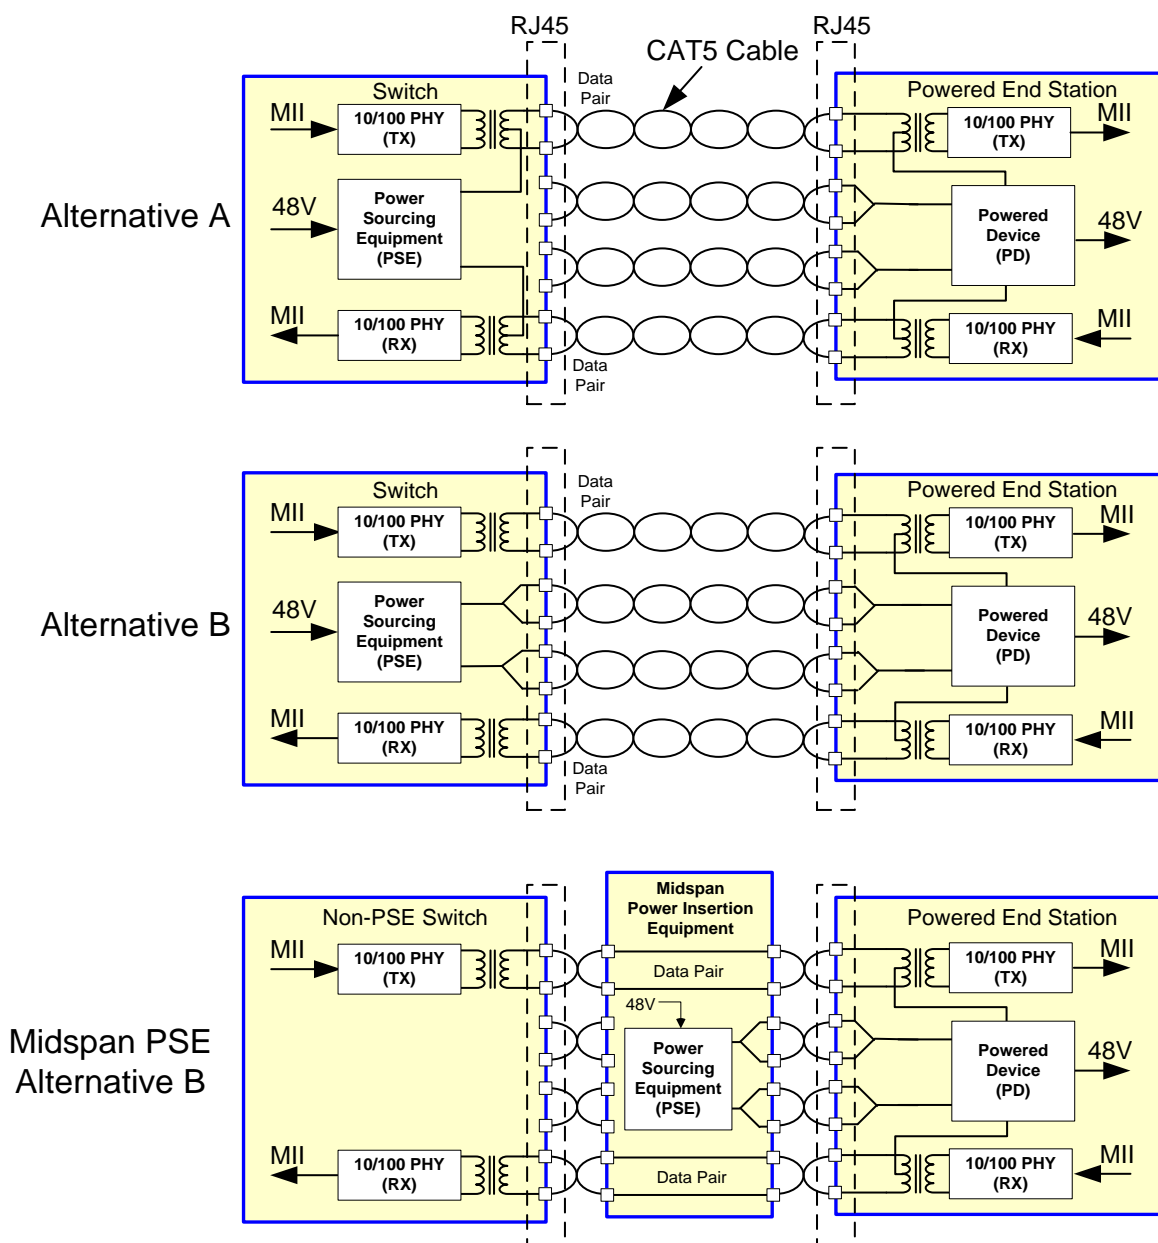 RJ45
RJ45
CAT5 Cable
Data
Pair
Switch
Powered End Station
MII
10/100 PHY
(TX)
10/100 PHY
(TX)
MII
Alternative A
48V
Power
Sourcing
Equipment
(PSE)
Powered
Device
(PD)
48V
MII
10/100 PHY
(RX)
10/100 PHY
(RX)
MII
Data
Pair
Switch
Data
Pair
Powered End Station
MII
10/100 PHY
(TX)
10/100 PHY
(TX)
MII
Alternative B
48V
Power
Sourcing
Equipment
(PSE)
Powered
Device
(PD)
48V
MII
10/100 PHY
(RX)
10/100 PHY
(RX)
MII
Data
Pair
Non-PSE Switch
Midspan
Power Insertion
Equipment
Powered End Station
MII
10/100 PHY
(TX)
Data Pair
10/100 PHY
(TX)
MII
Midspan PSE
Alternative B
48V
Power
Sourcing
Equipment
(PSE)
Powered
Device
(PD)
48V
MII
10/100 PHY
(RX)
Data Pair
10/100 PHY
(RX)
MII